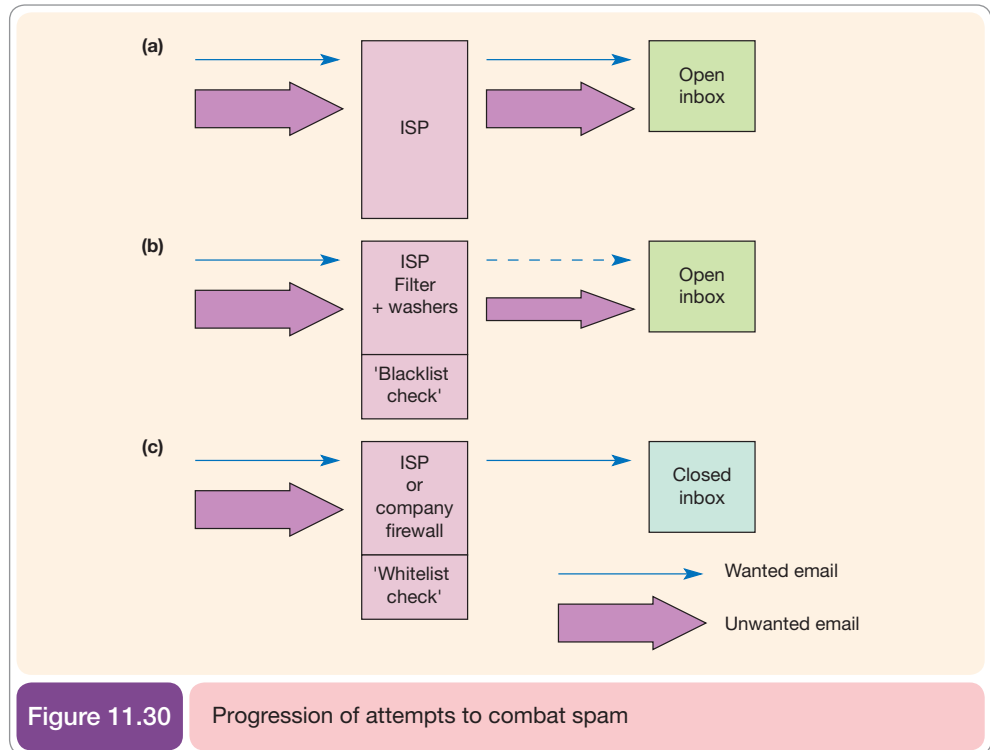 (a)
ISP
Open
inbox
(b)
ISP
Filter
+ washers
'Blacklist
check'
Open
inbox
(c)
ISP
or
company
firewall
'Whitelist
check'
Closed
inbox
Wanted email
Unwanted email
Figure 11.30
Progression of attempts to combat spam